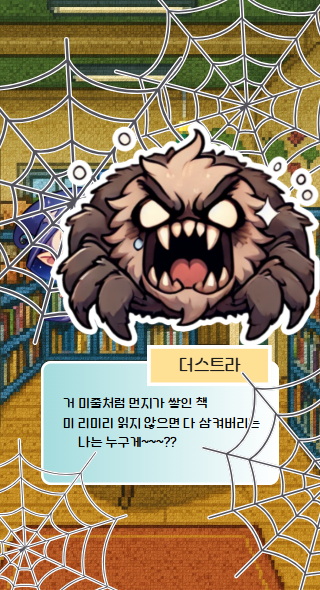 더스트라
거 미줄처럼 먼지가 쌓인 책
미 리미리 읽지 않으면 다 삼켜버리는
나는 누구게~~~??